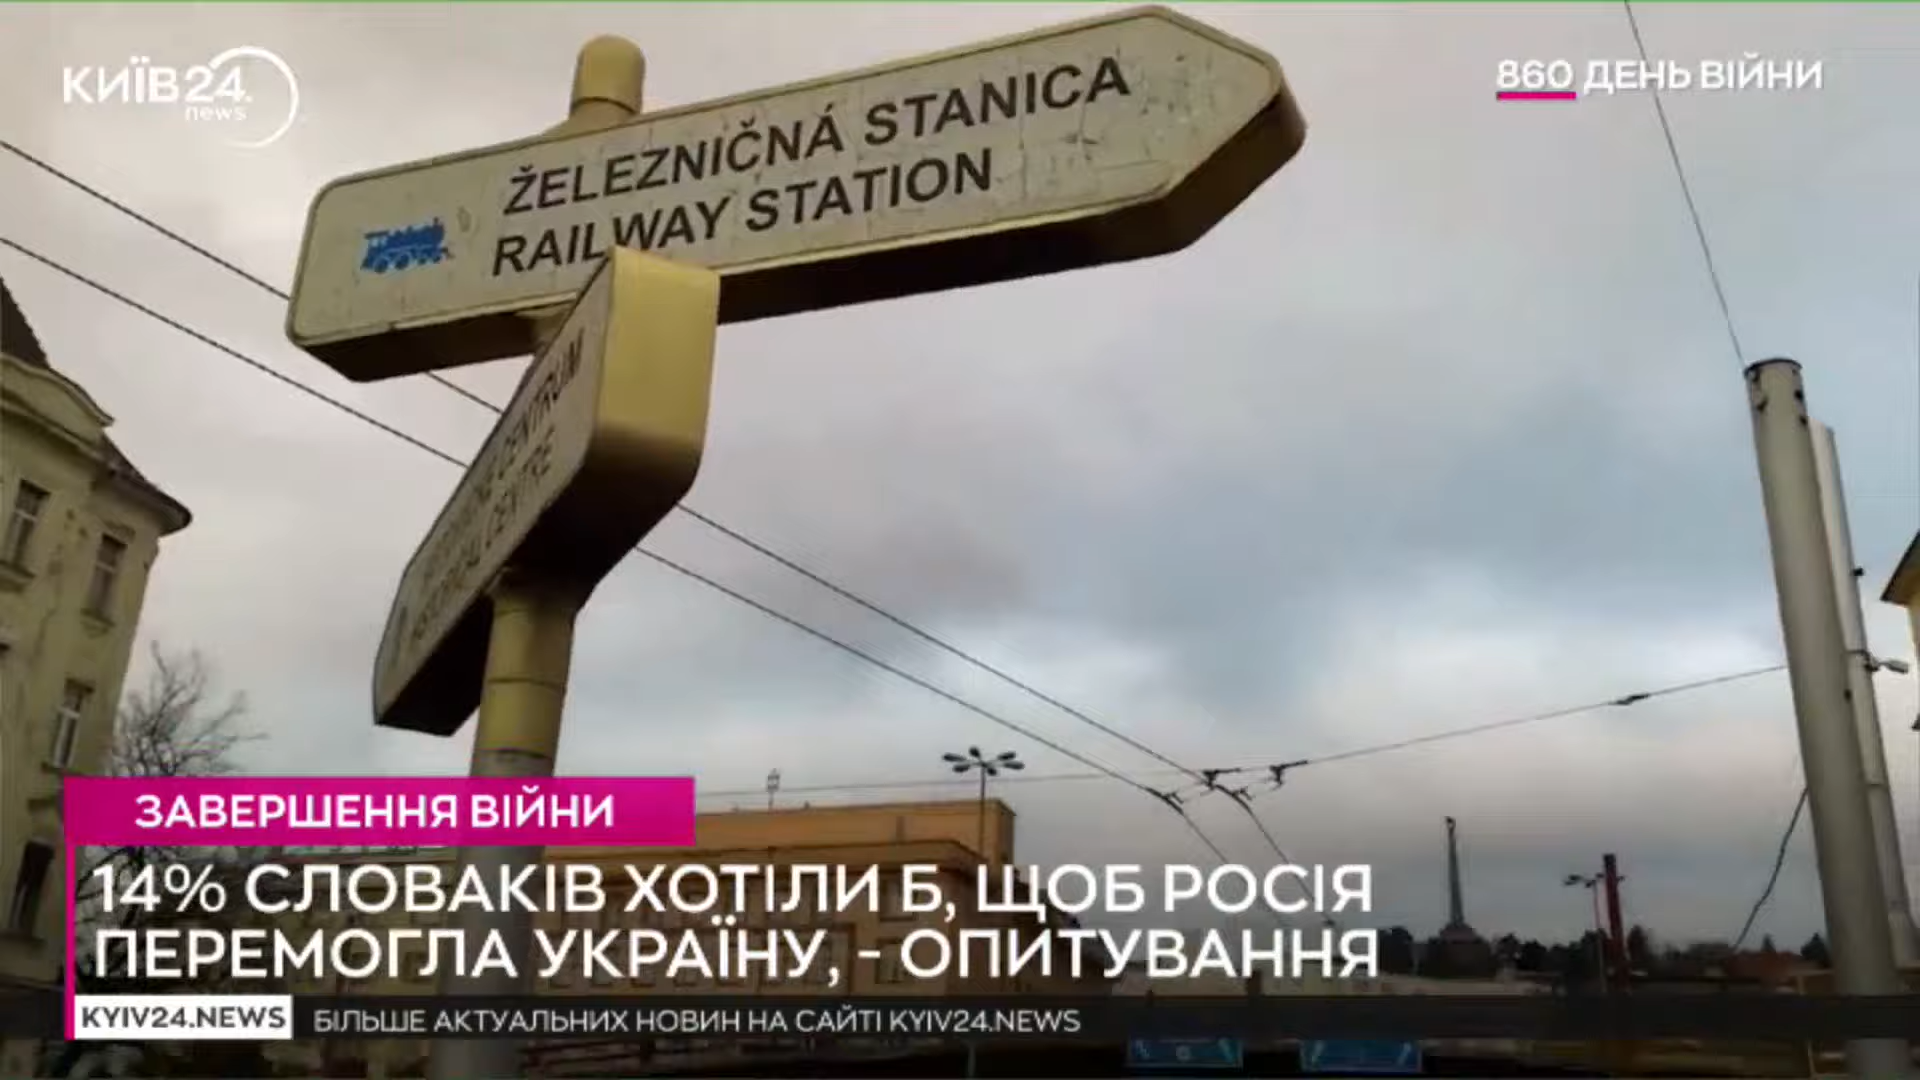 КИЇВ24.
news
860 ДЕНЬ ВІЙНИ
ŽELEZNIČNÁ STANICA
RAILWAY STATION
CENTRUM
CENTRE
ЗАВЕРШЕННЯ ВІЙНИ
14% СЛОВАКІВ ХОТІЛИ Б, ЩОБ РОСІЯ
ПЕРЕМОГЛА УКРАЇНУ, - ОПИТУВАННЯ
KYIV24.NEWS
БІЛЬШЕ АКТУАЛЬНИХ НОВИН НА САЙТІ KYIV24.NEWS